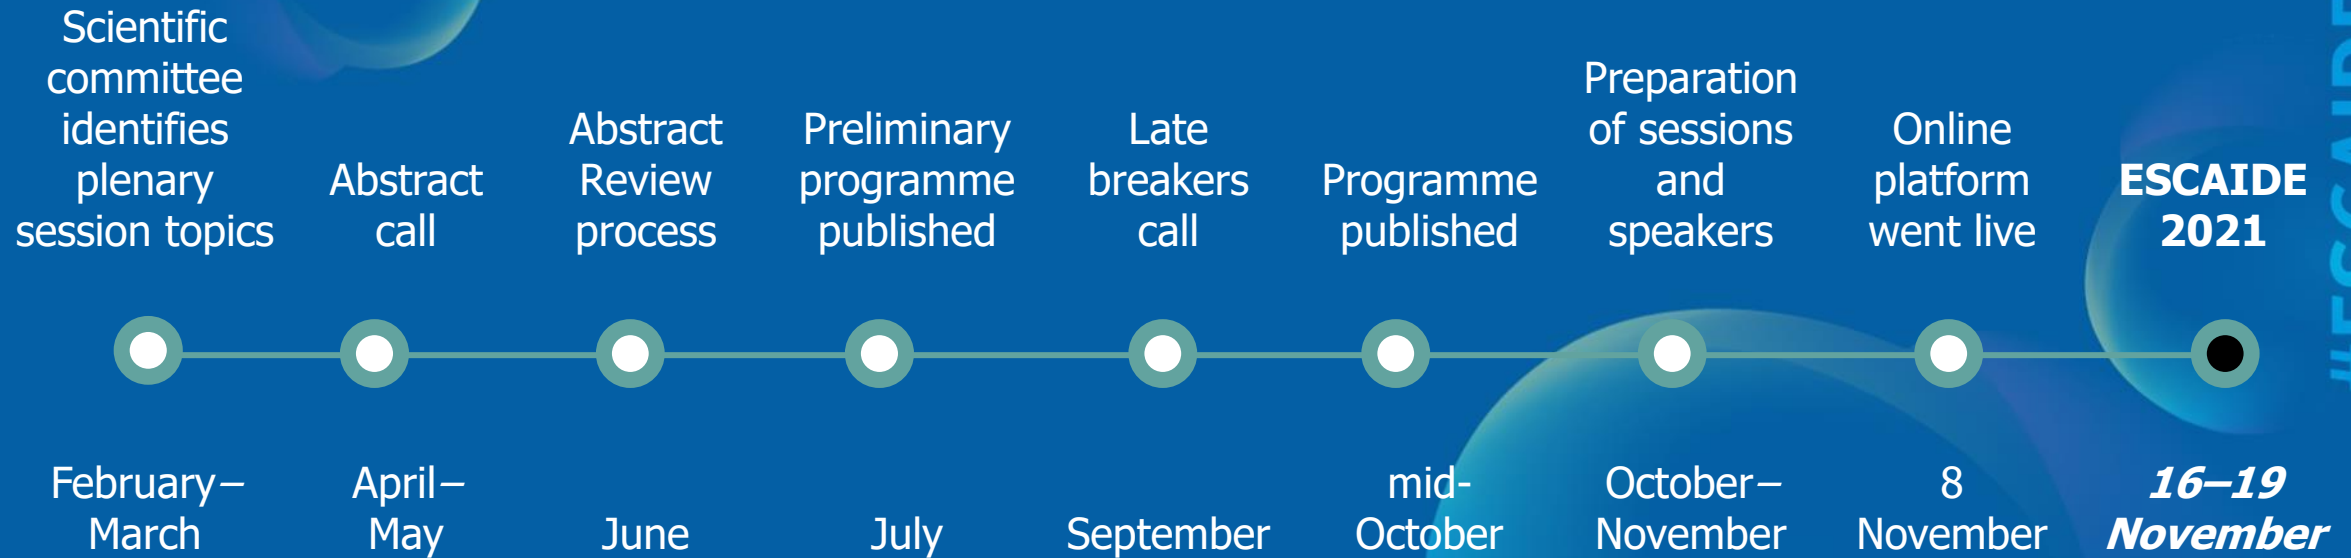 Scientific
committee
identifies
plenary
session topics
Abstract
call
Abstract
Review
process
Preliminary
programme
published
Late
breakers
call
Programme
published
Preparation
of sessions
and
speakers
Online
platform
went live
ESCAIDE
2021
February–
March
April–
May
June
July
September
mid-
October
October–
November
8
November
16–19
November
#ESCAIDE